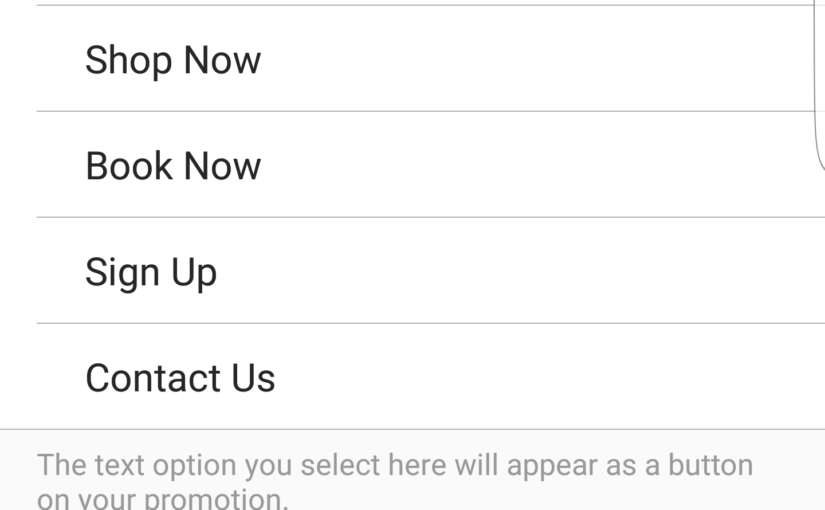 Shop Now
Book Now
Sign Up
Contact Us
The text option you select here will appear as a button
on your promotion.